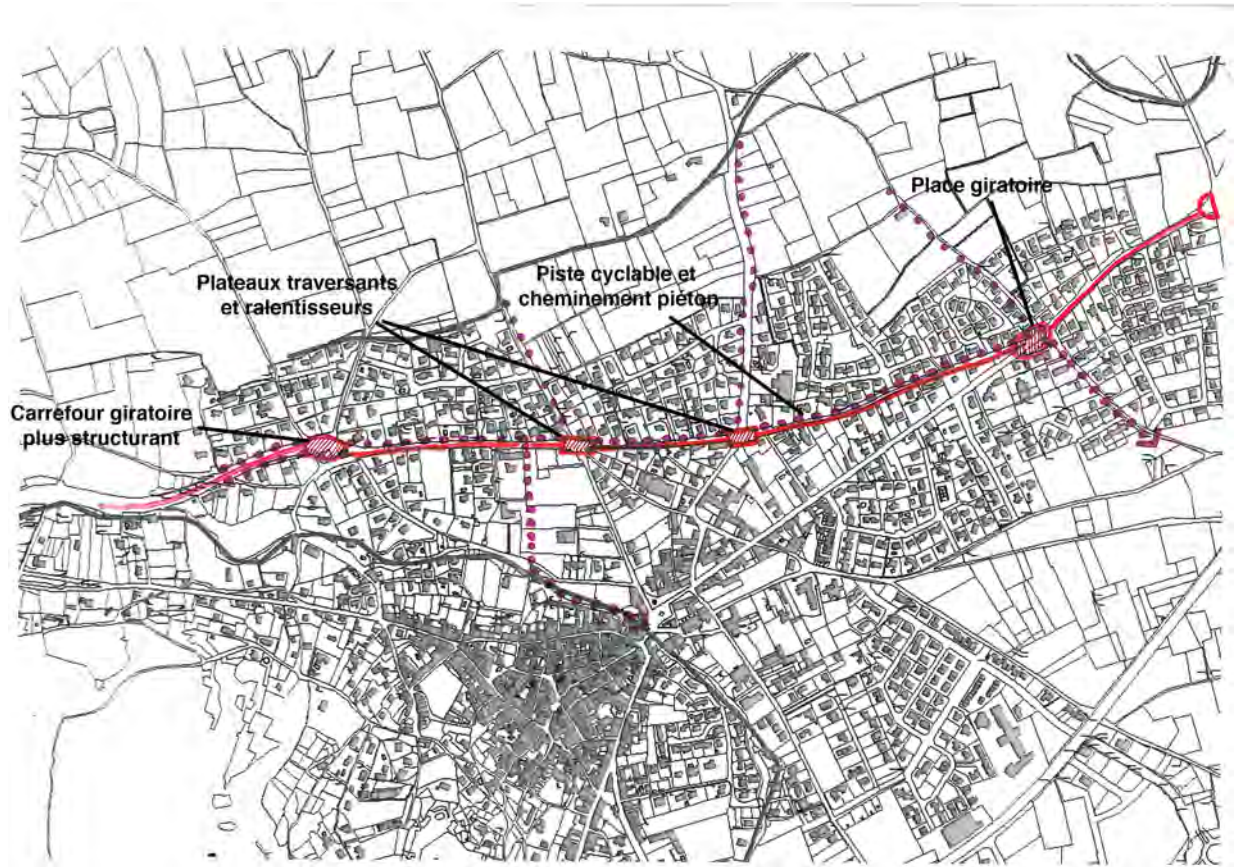 Place giratoire
Plateaux traversants
et ralentisseurs
Piste cyclable et
cheminement piéton
Carrefour giratoire
plus structurant